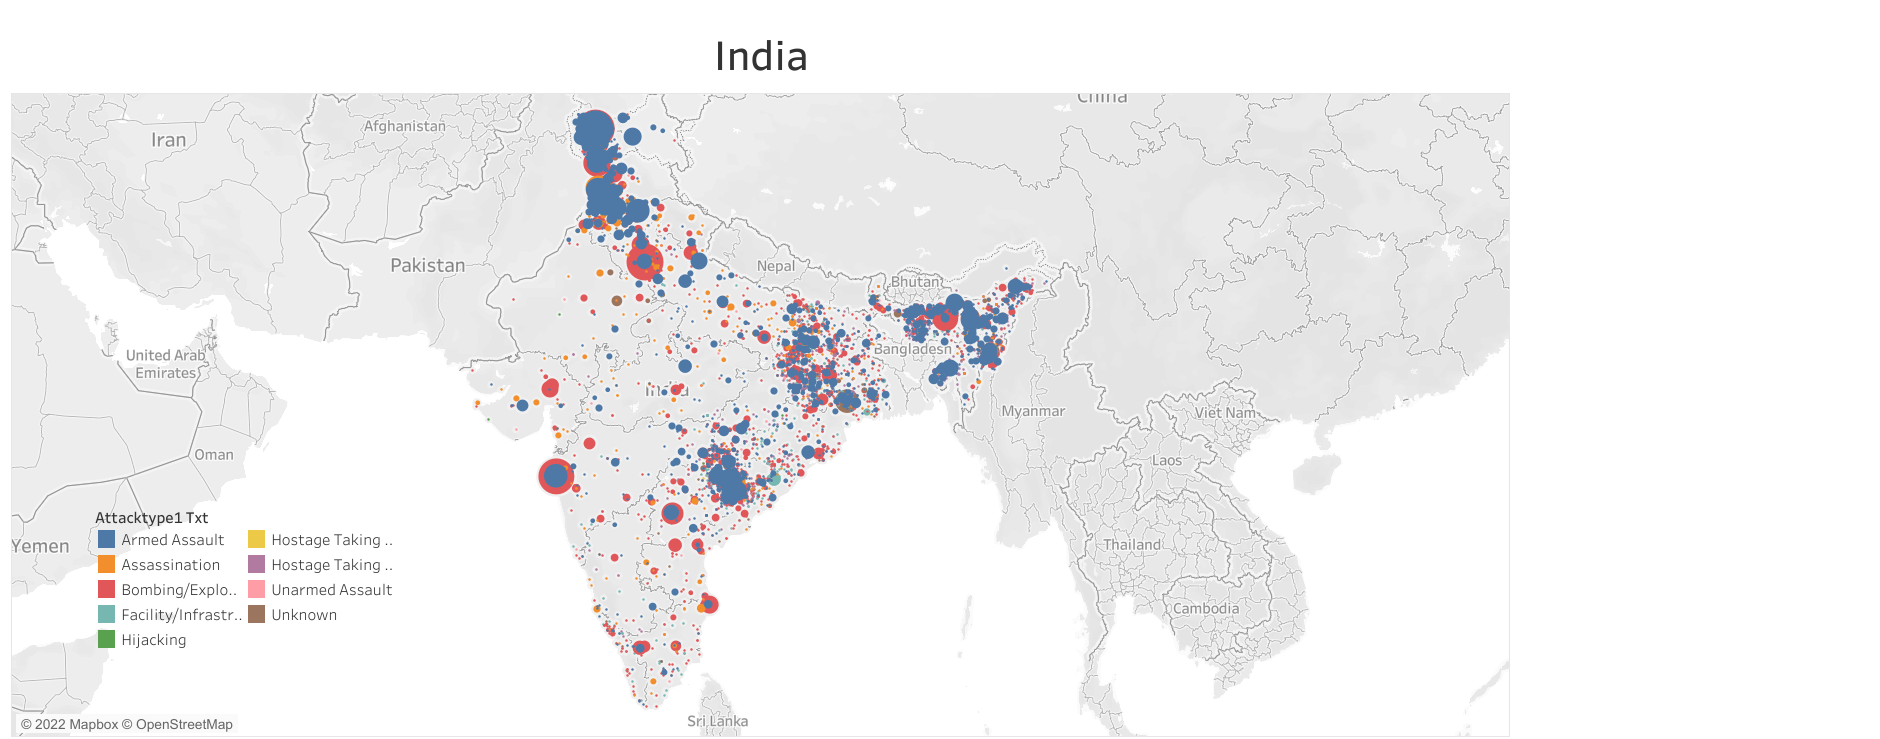 India
China
Afghanistan
Iran
Pakistan
Nepal
Bhutan
United Arab
Emirates
Bangladesh
Myanmar
Viet Nam
Oman
Laos
Attacktype1 Txt
Armed Assault
Hostage Taking ..
Yemen
Thailand
Assassination
Hostage Taking ..
Bombing/Explo..
Unarmed Assault
Cambodia
Facility/Infrastr..
Unknown
Hijacking
Sri Lanka
© 2022 Mapbox © OpenStreetMap